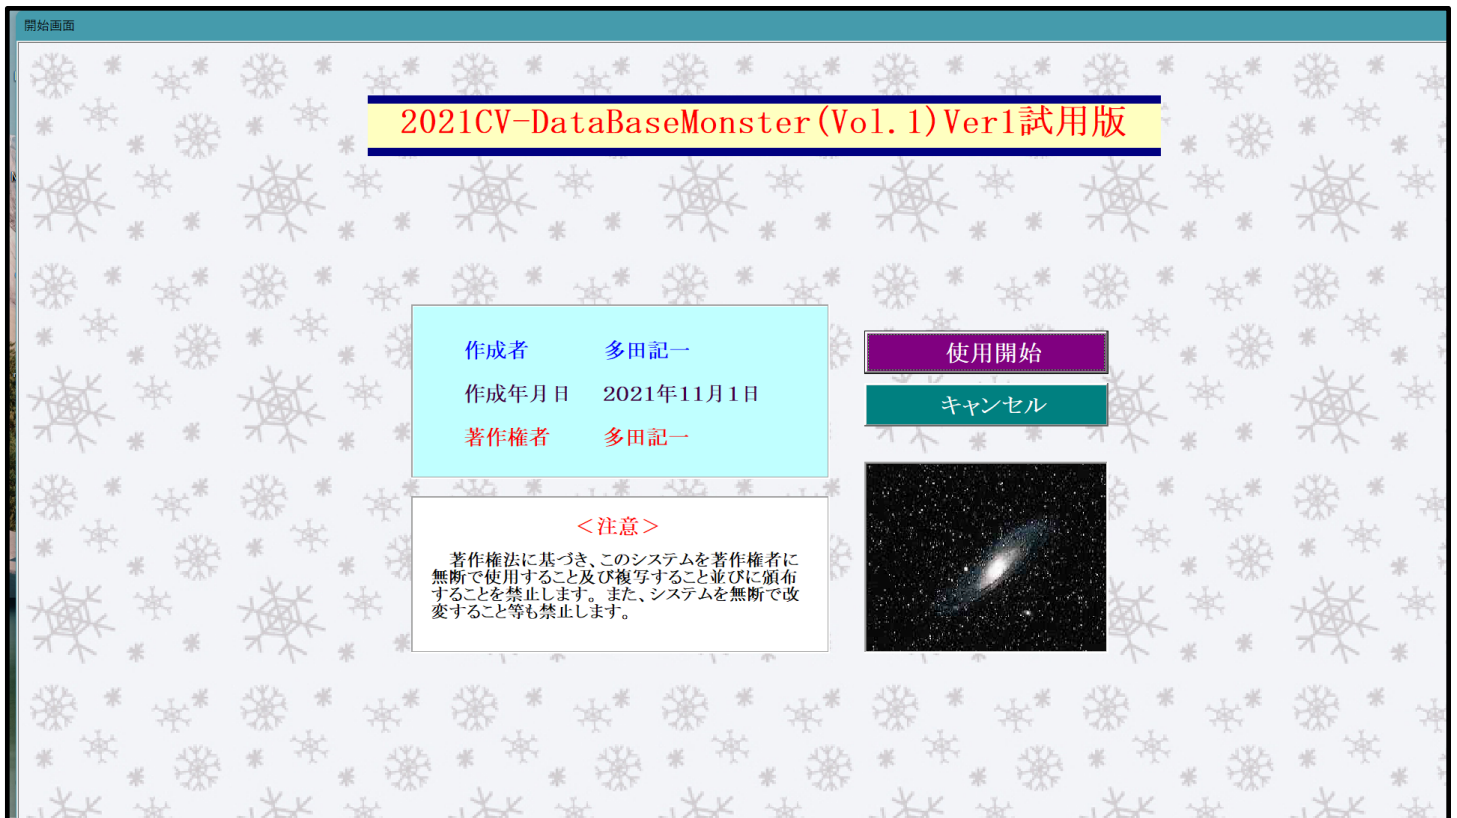 開始画面
2021CV-DataBaseMonster(Vol.1)Ver1試用版
作成者 多田記一
作成年月日 2021年11月1日
著作権者 多田記一
使用開始
キャンセル
＜注意＞
著作権法に基づき、このシステムを著作権者に
無断で使用すること及び複写すること並びに頒布
することを禁止します。また、システムを無断で改
変すること等も禁止します。